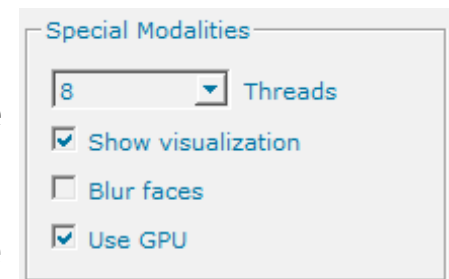 Special Modalities
8 Threads
Show visualization
Blur faces
Use GPU